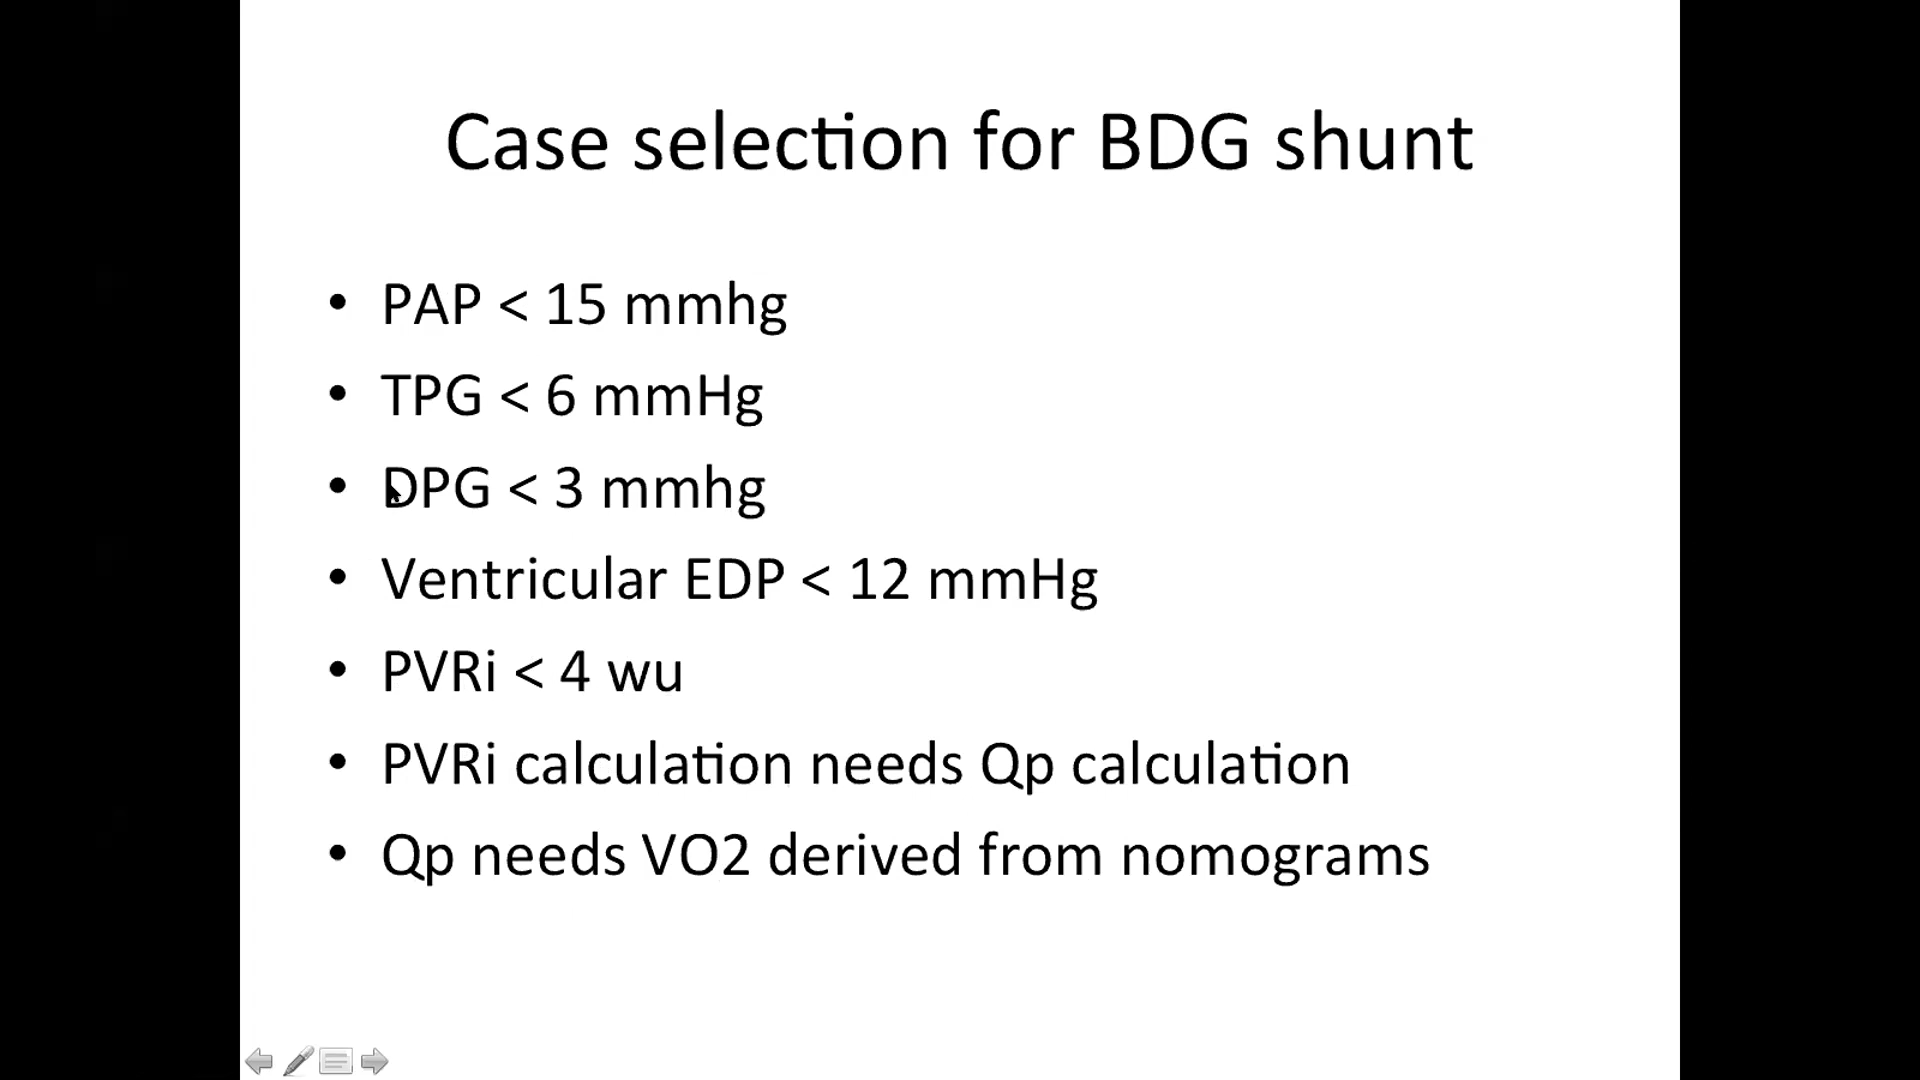 Case selection for BDG shunt
• PAP < 15 mmhg
• TPG < 6 mmHg
• DPG < 3 mmhg
• Ventricular EDP < 12 mmHg
• PVRi < 4 wu
• PVRi calculation needs Qp calculation
• Qp needs VO2 derived from nomograms